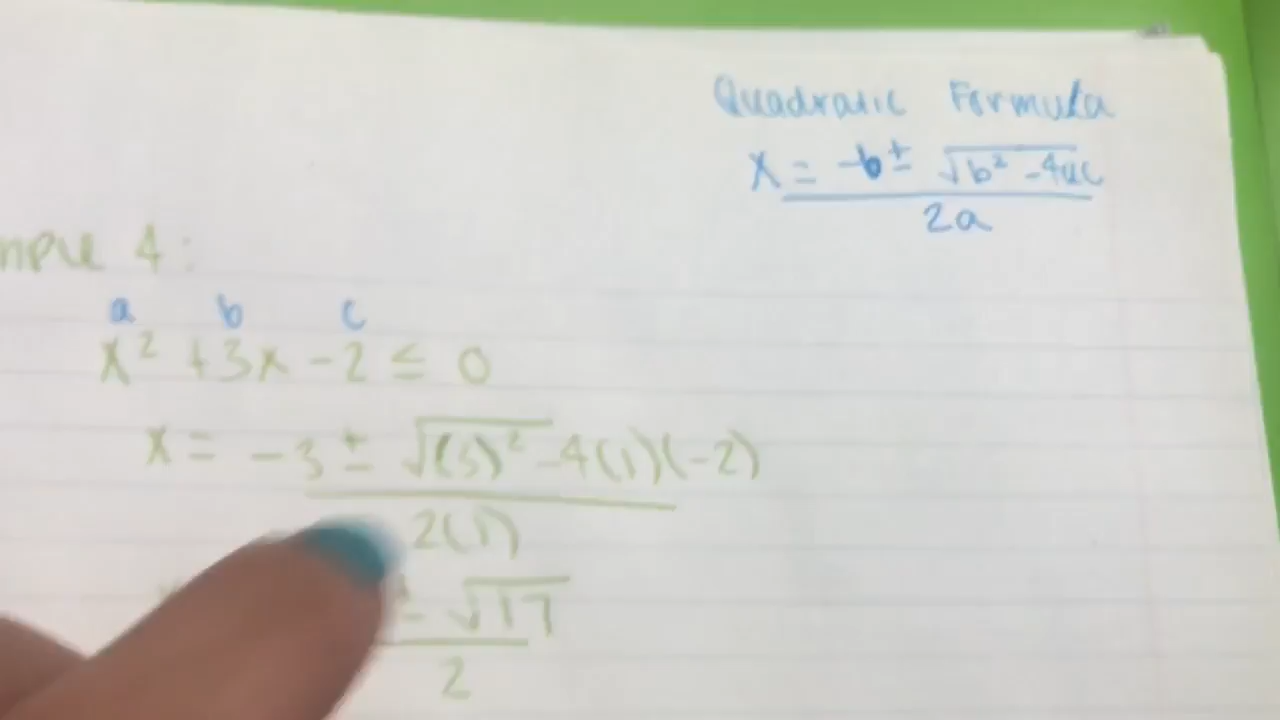 Quadratic Formula
x = -b ± √b² - 4ac
2a
4:
a b c
x² + 3x - 2 ≤ 0
x = -3 ± √(3)² - 4(1)(-2)
2(1)
± √17
2